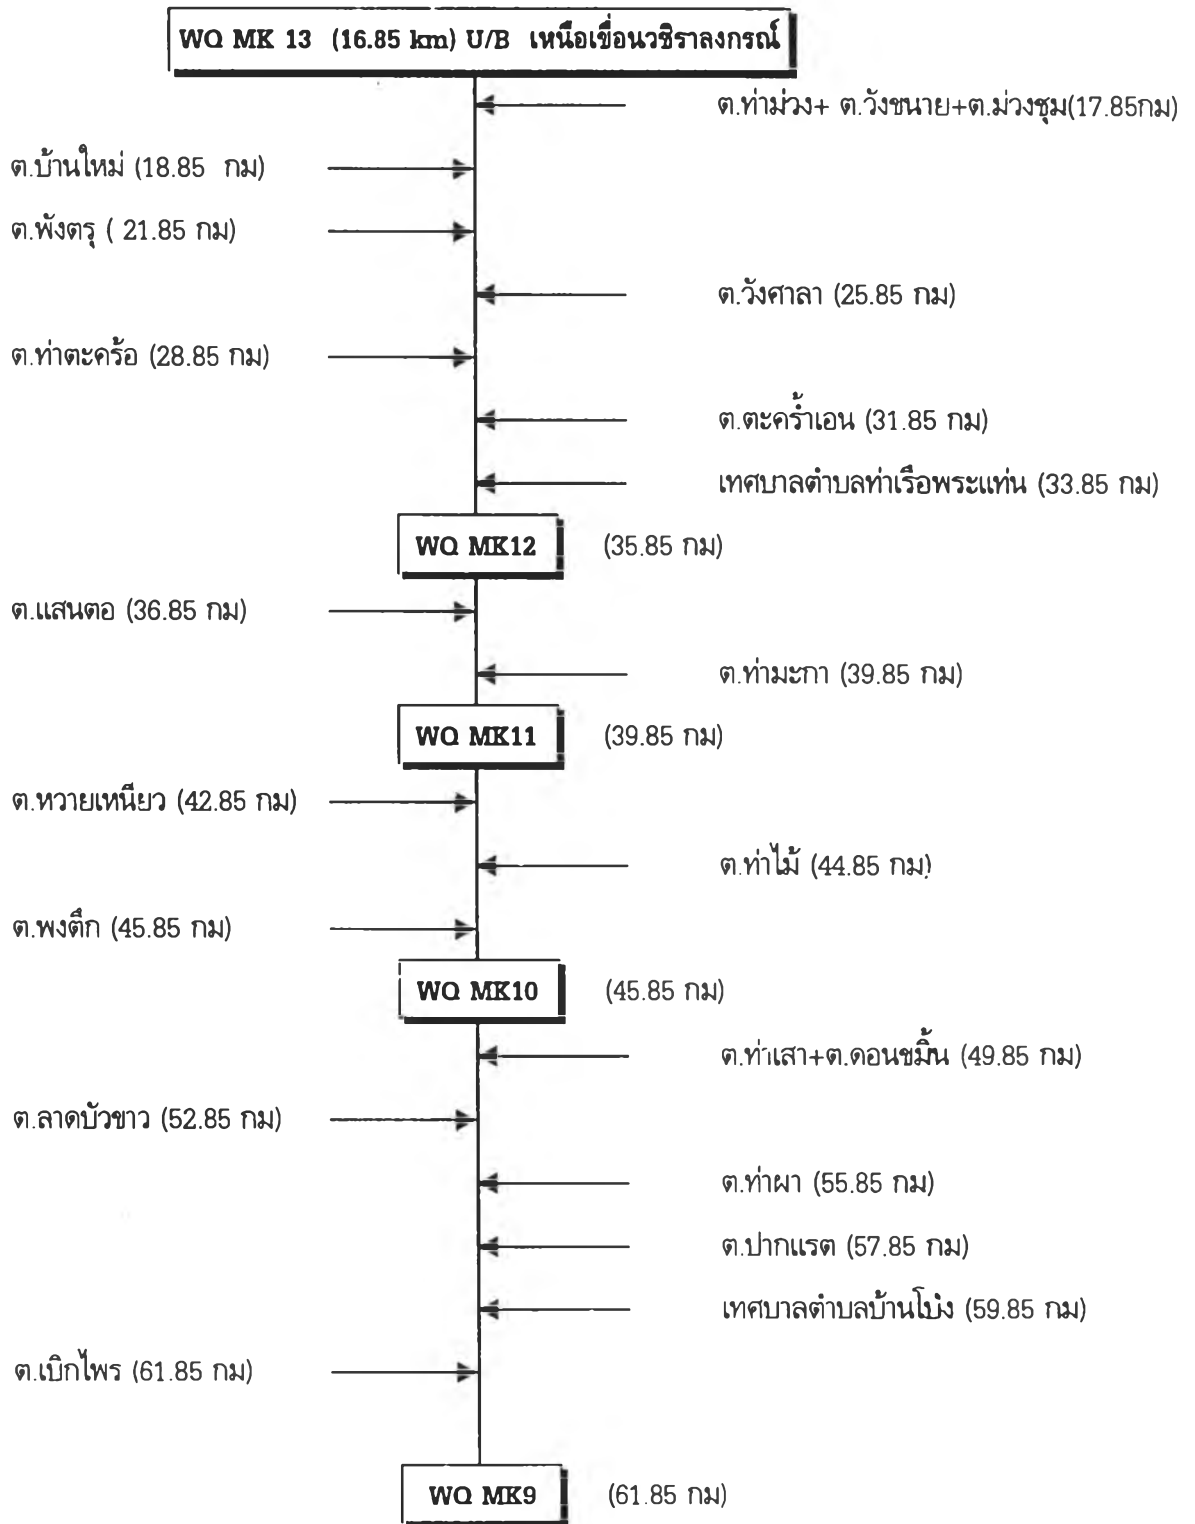 WQ MK 13 (16.85 km) U/B เหนือเขื่อนวชิราลงกรณ์
ต.ท่าม่วง+ ต.วังขนาย+ต.ม่วงชุม(17.85กม)
ต.บ้านใหม่ (18.85 กม)
ต.พังตรุ ( 21.85 กม)
ต.วังศาลา (25.85 กม)
ต.ท่าตะคร้อ (28.85 กม)
ต.ตะคร้ำเอน (31.85 กม)
เทศบาลตำบลท่าเรือพระแท่น (33.85 กม)
WQ MK12 (35.85 กม)
ต.แสนตอ (36.85 กม)
ต.ท่ามะกา (39.85 กม)
WQ MK11 (39.85 กม)
ต.หวายเหนียว (42.85 กม)
ต.ท่าไม้ (44.85 กม)
ต.พงตึก (45.85 กม)
WQ MK10 (45.85 กม)
ต.ท่าเสา+ต.ดอนขมิ้น (49.85 กม)
ต.ลาดบัวขาว (52.85 กม)
ต.ท่าผา (55.85 กม)
ต.ปากแรต (57.85 กม)
เทศบาลตำบลบ้านโป่ง (59.85 กม)
ต.เบิกไพร (61.85 กม)
WQ MK9 (61.85 กม)